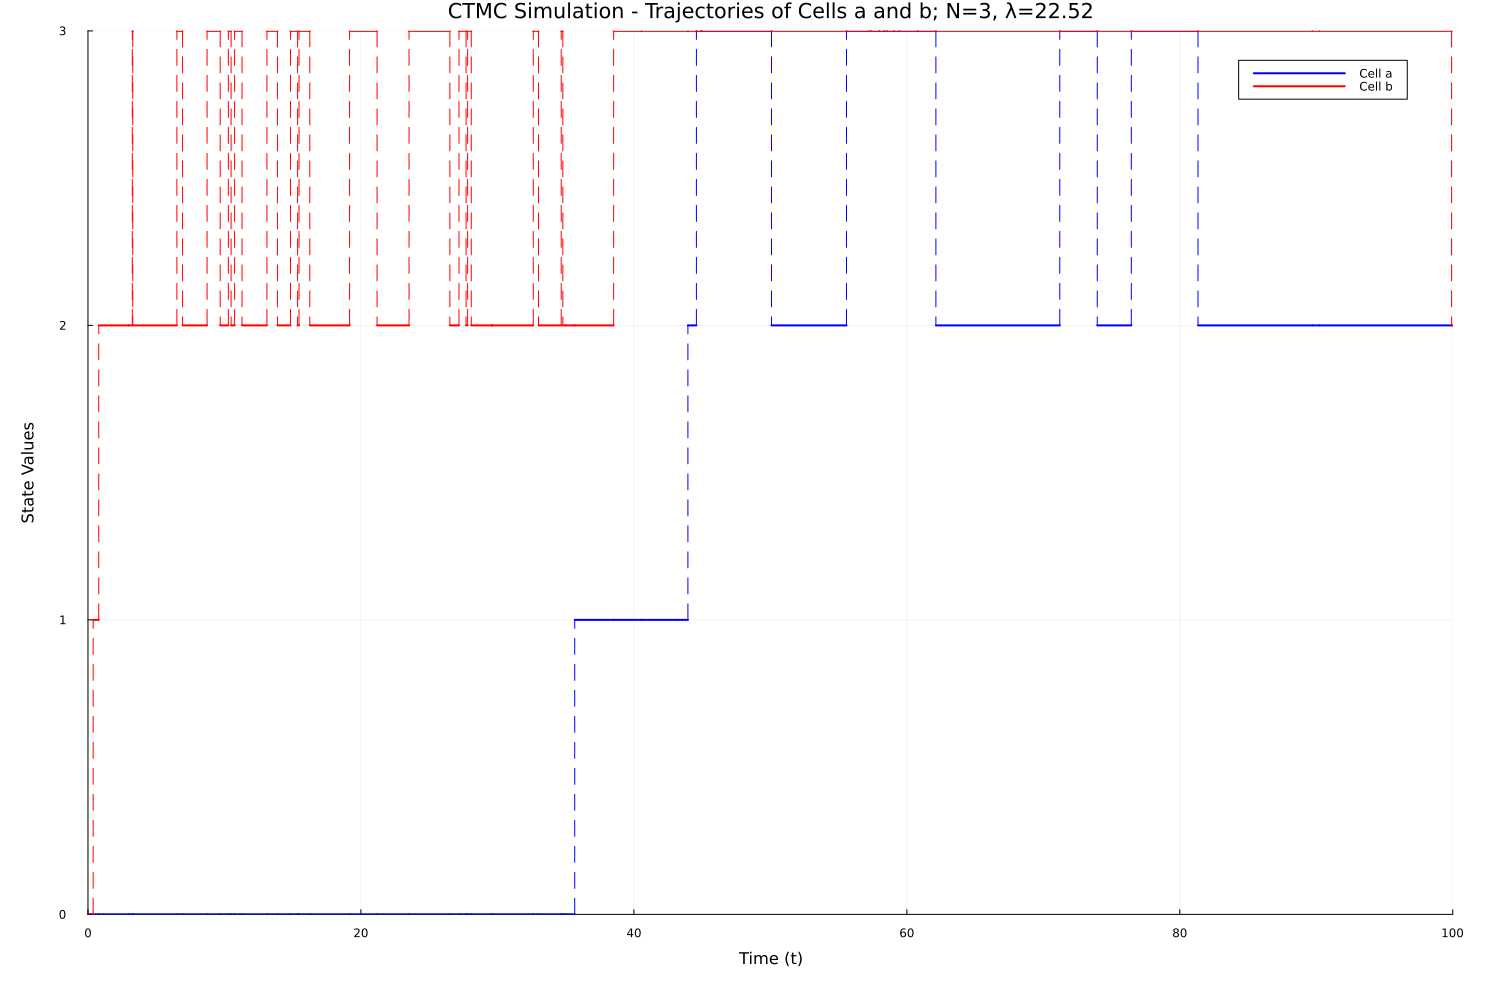 CTMC Simulation - Trajectories of Cells a and b; N=3, λ=22.52
3
Cell a
Cell b
2
State Values
1
0
0 20 40 60 80 100
Time (t)